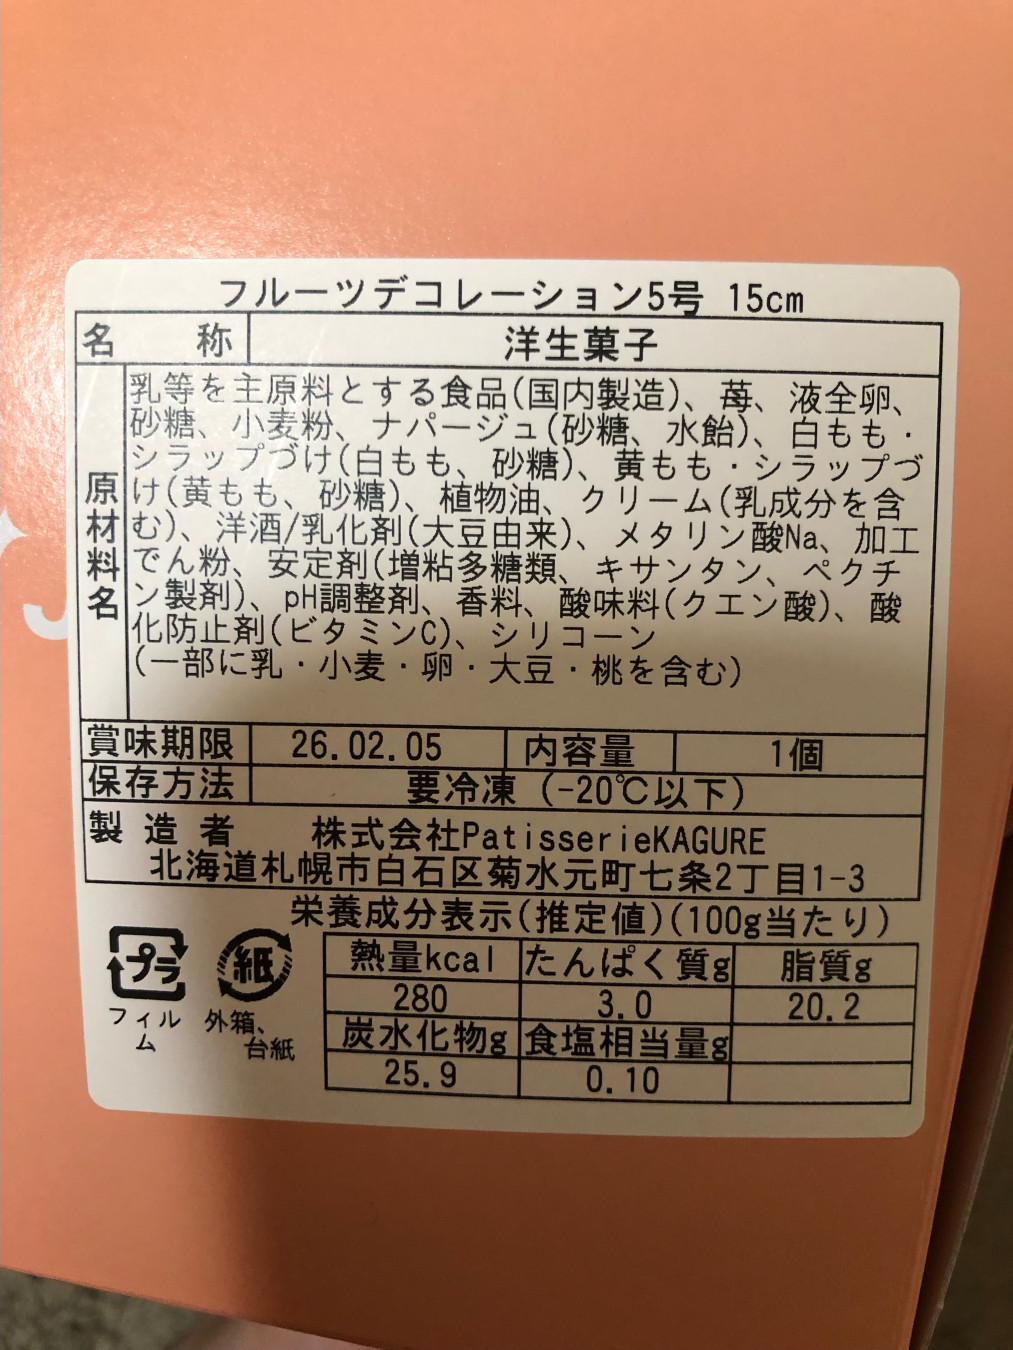 フルーツデコレーション5号 15cm
名称 洋生菓子
原材料名
乳等を主原料とする食品(国内製造)、苺、液全卵、
砂糖、小麦粉、ナパージュ(砂糖、水飴)、白もも・
シラップづけ(白もも、砂糖)、黄もも・シラップづ
け(黄もも、砂糖)、植物油、クリーム(乳成分を含
む)、洋酒/乳化剤(大豆由来)、メタリン酸Na、加工
でん粉、安定剤(増粘多糖類、キサンタン、ペクチ
ン製剤)、pH調整剤、香料、酸味料(クエン酸)、酸
化防止剤(ビタミンC)、シリコーン
(一部に乳・小麦・卵・大豆・桃を含む)
賞味期限 26.02.05 内容量 1個
保存方法 要冷凍 (-20℃以下)
製造者 株式会社PatisserieKAGURE
北海道札幌市白石区菊水元町七条2丁目1-3
栄養成分表示(推定値)(100g当たり)
熱量kcal たんぱく質g 脂質g
280 3.0 20.2
炭水化物g 食塩相当量g
25.9 0.10
プラ
フィル
ム
紙
外箱、
台紙